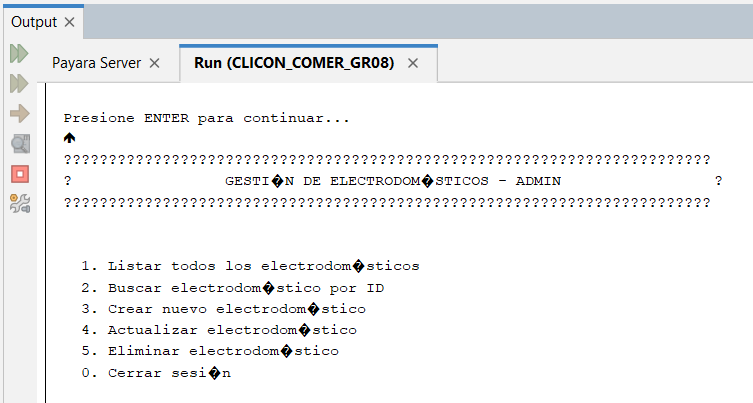 Output
Payara Server
Run (CLICON_COMER_GR08)
Presione ENTER para continuar...
????????????????????????????????????????????????????????????????????????
? GESTI�N DE ELECTRODOM�STICOS - ADMIN ?
????????????????????????????????????????????????????????????????????????
1. Listar todos los electrodom�sticos
2. Buscar electrodom�stico por ID
3. Crear nuevo electrodom�stico
4. Actualizar electrodom�stico
5. Eliminar electrodom�stico
0. Cerrar sesi�n